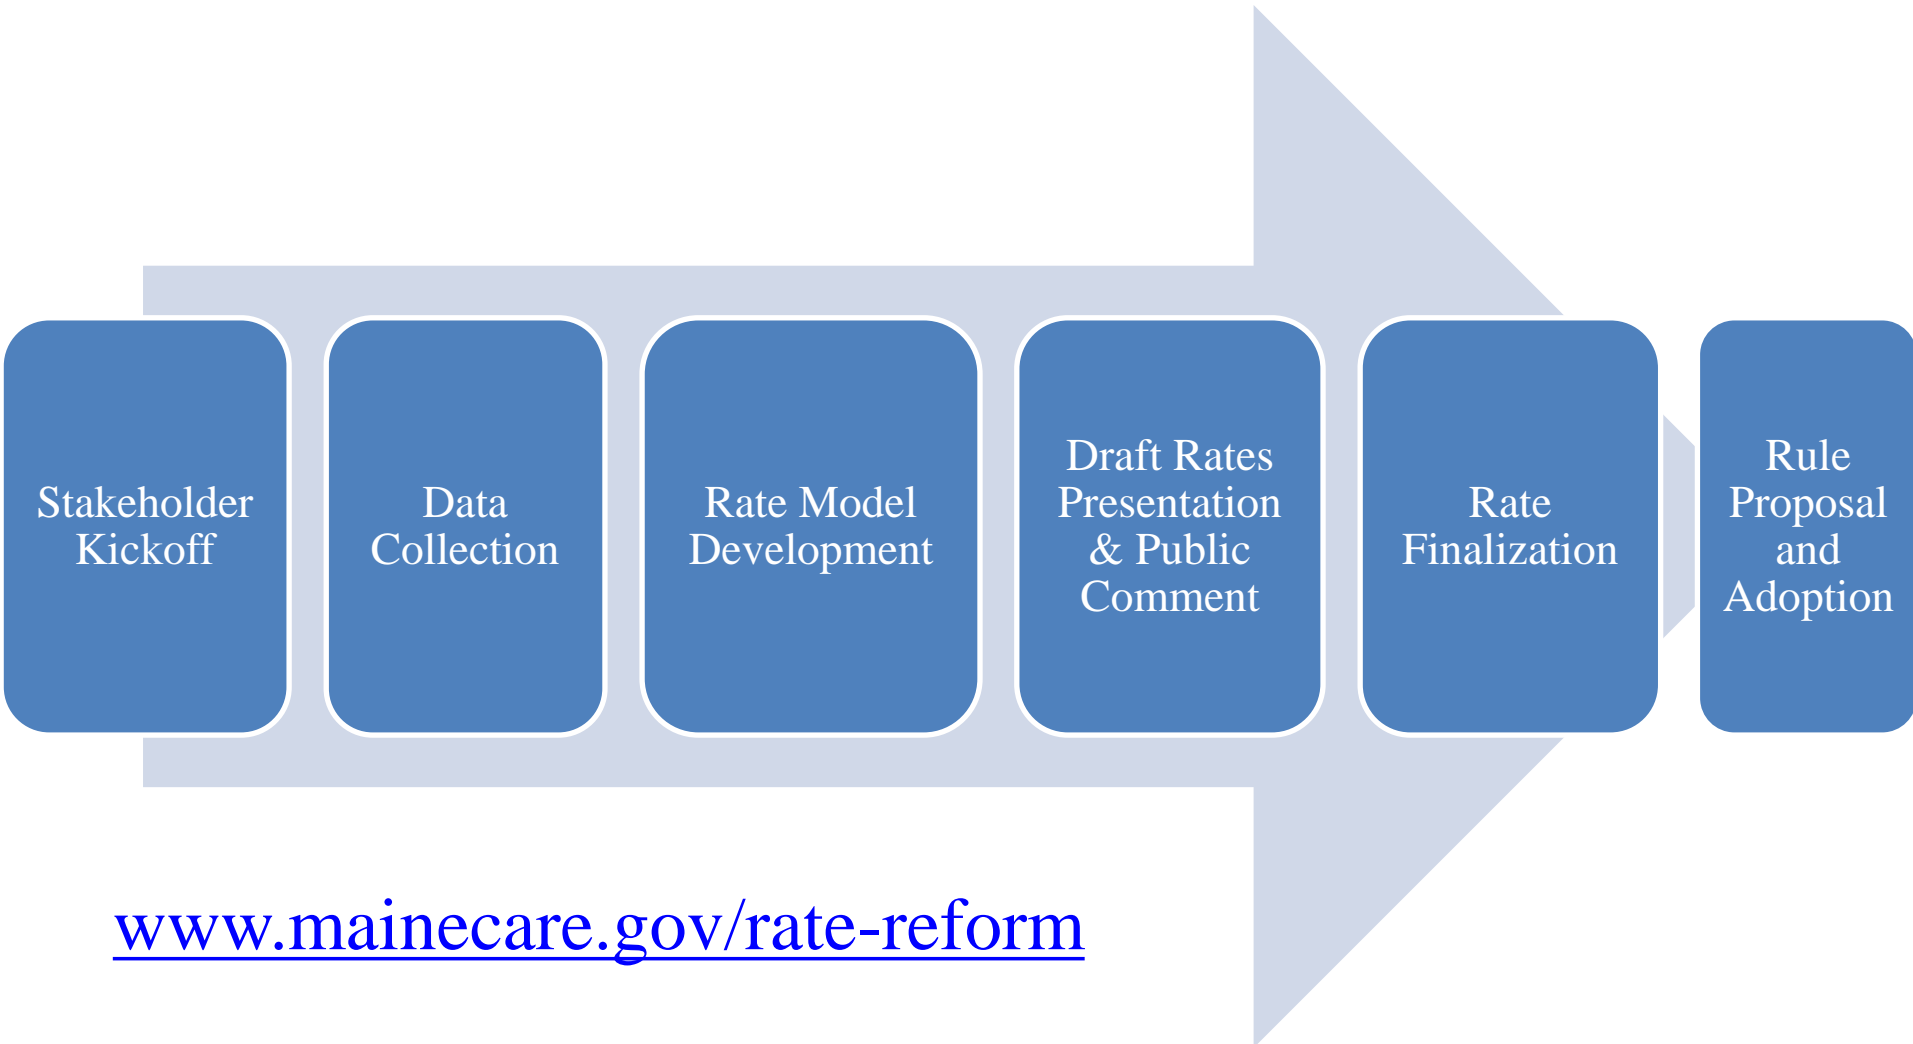 Stakeholder
Kickoff
Data
Collection
Rate Model
Development
Draft Rates
Presentation
& Public
Comment
Rate
Finalization
Rule
Proposal
and
Adoption
www.mainecare.gov/rate-reform